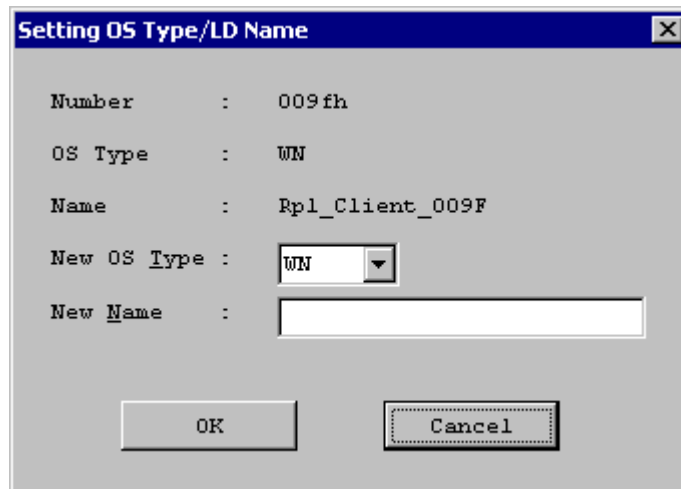 Setting OS Type/LD Name
Number : 009fh
OS Type : WN
Name : Rpl_Client_009F
New OS Type : WN
New Name :
OK Cancel